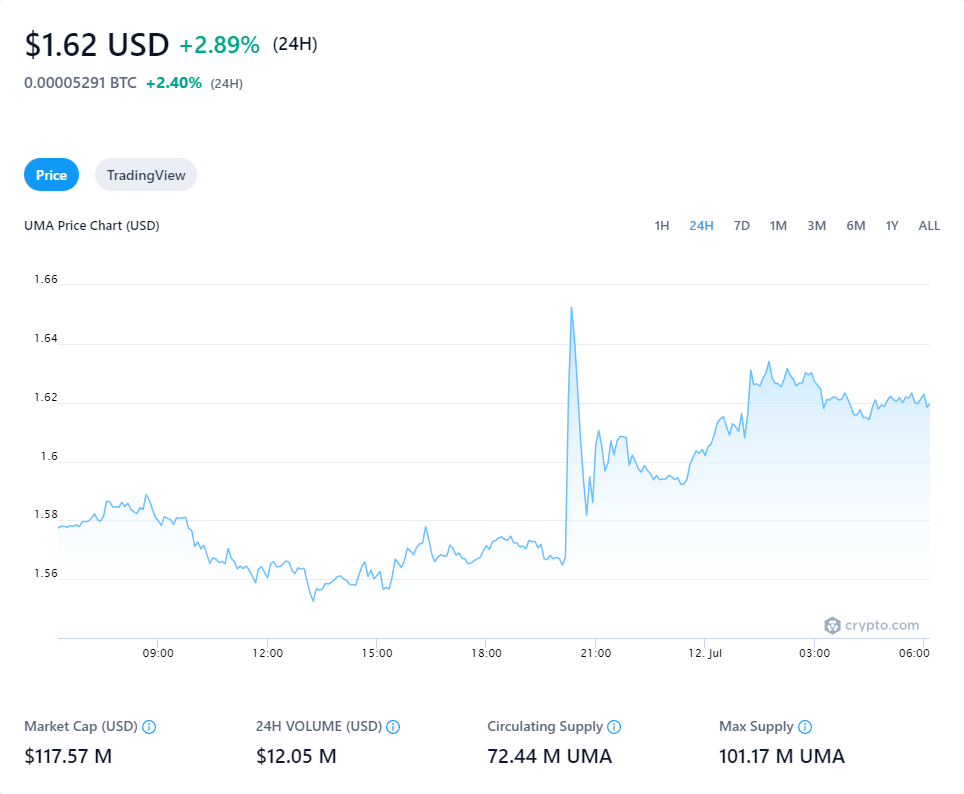 $1.62 USD +2.89% (24H)
0.00005291 BTC +2.40% (24H)
Price TradingView
UMA Price Chart (USD) 1H 24H 7D 1M 3M 6M 1Y ALL
1.66
1.64
1.62
1.6
1.58
1.56
crypto.com
09:00 12:00 15:00 18:00 21:00 12. Jul 03:00 06:00
Market Cap (USD) 24H VOLUME (USD) Circulating Supply Max Supply
$117.57 M $12.05 M 72.44 M UMA 101.17 M UMA